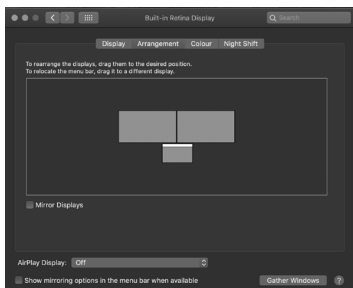 Built-in Retina Display
Search
Display Arrangement Colour Night Shift
To rearrange the displays, drag them to the desired position.
To relocate the menu bar, drag it to a different display.
Mirror Displays
AirPlay Display: Off
Show mirroring options in the menu bar when available
Gather Windows ?